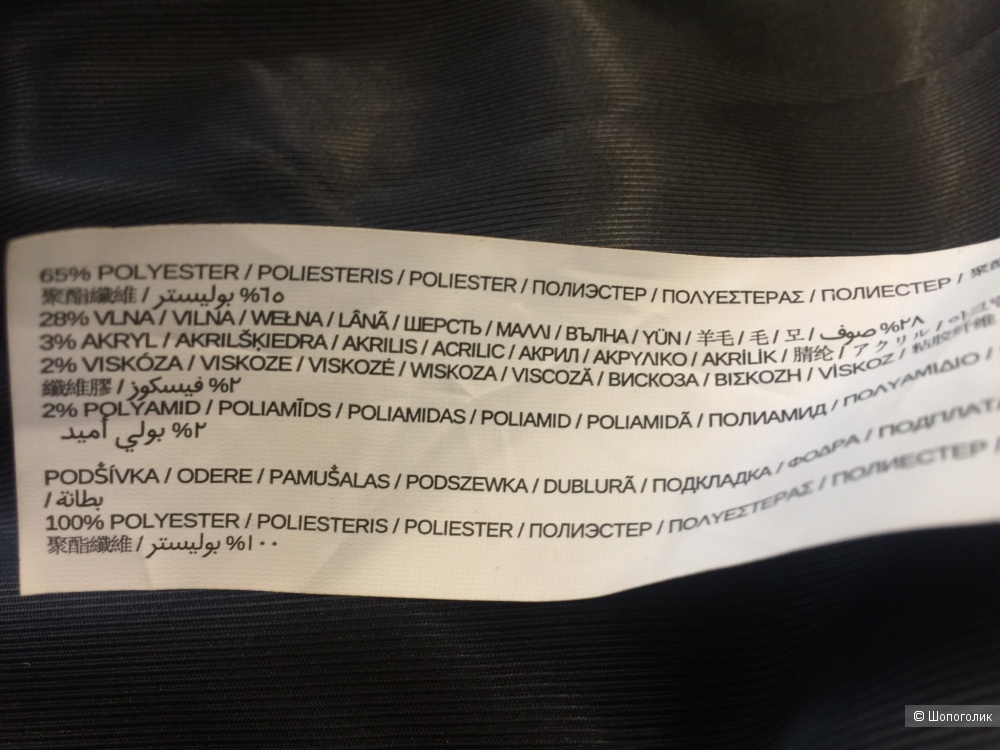 65% POLYESTER / POLIESTERIS / POLIESTER / ПОЛИЭСТЕР / ΠΟΛΥΕΣΤΕΡΑΣ / ПОЛИЕСТЕР /
聚酯纖維 / بوليستر %٦٥
28% VLNA / VILNA / WEŁNA / LÂNÃ / ШЕРСТЬ / ΜΑΛΛΙ / ВЪЛНА / YÜN / 羊毛 / 毛 / 모 / صوف %٢٨
3% AKRYL / AKRILŠĶIEDRA / AKRILIS / ACRILIC / АКРИЛ / ΑΚΡΥΛΙΚΟ / AKRİLİK / 腈纶 / アクリル /
2% VISKÓZA / VISKOZE / VISKOZĖ / WISKOZA / VISCOZĂ / ВИСКОЗА / ΒΙΣΚΟΖΗ / VİSKOZ /
纖維膠 / فيسكوز %٢
2% POLYAMID / POLIAMĪDS / POLIAMIDAS / POLIAMID / POLIAMIDÃ / ПОЛИАМИД / ΠΟΛΥΑΜΙΔΙΟ /
بولي أميد %٢
PODŠÍVKA / ODERE / PAMUŠALAS / PODSZEWKA / DUBLURÃ / ПОДКЛАДКА / ΦΟΔΡΑ /
بطانة /
100% POLYESTER / POLIESTERIS / POLIESTER / ПОЛИЭСТЕР / ΠΟΛΥΕΣΤΕΡΑΣ / ПОЛИЕСТЕР /
聚酯纖維 / بوليستر %١٠٠
© Шопоголик